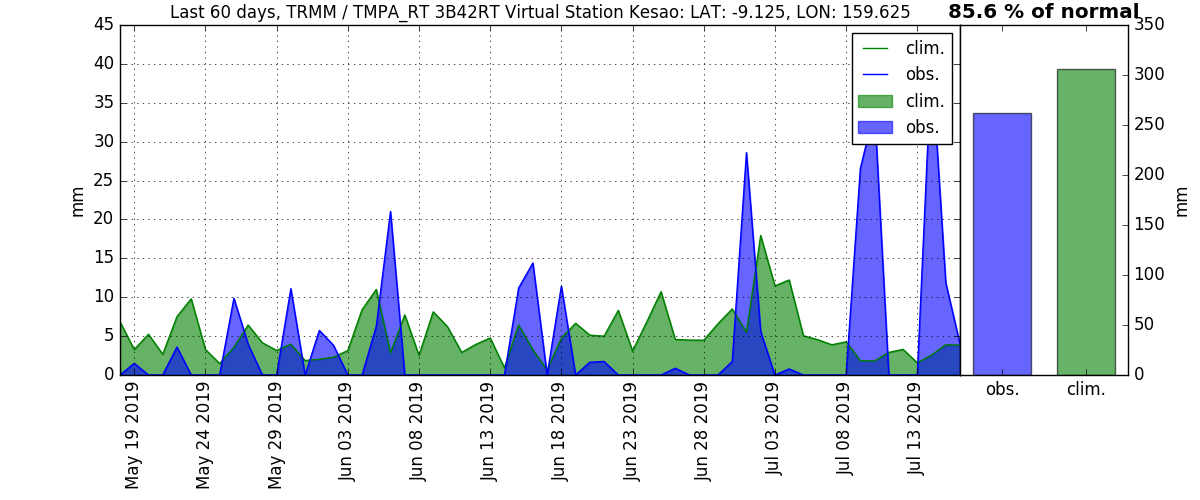 Last 60 days, TRMM / TMPA_RT 3B42RT Virtual Station Kesao: LAT: -9.125, LON: 159.625
85.6 % of normal
45
40
35
30
25
20
15
10
5
0
mm
clim.
obs.
clim.
obs.
350
300
250
200
150
100
50
0
mm
May 19 2019
May 24 2019
May 29 2019
Jun 03 2019
Jun 08 2019
Jun 13 2019
Jun 18 2019
Jun 23 2019
Jun 28 2019
Jul 03 2019
Jul 08 2019
Jul 13 2019
obs.
clim.